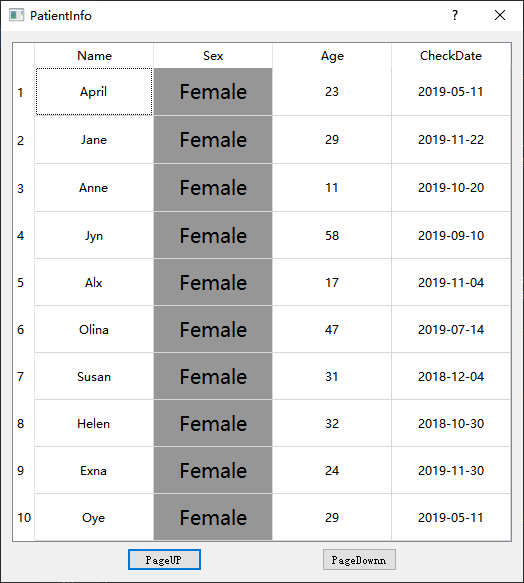 PatientInfo ?
Name Sex Age CheckDate
1 April Female 23 2019-05-11
2 Jane Female 29 2019-11-22
3 Anne Female 11 2019-10-20
4 Jyn Female 58 2019-09-10
5 Alx Female 17 2019-11-04
6 Olina Female 47 2019-07-14
7 Susan Female 31 2018-12-04
8 Helen Female 32 2018-10-30
9 Exna Female 24 2019-11-30
10 Oye Female 29 2019-05-11
PageUP PageDownn